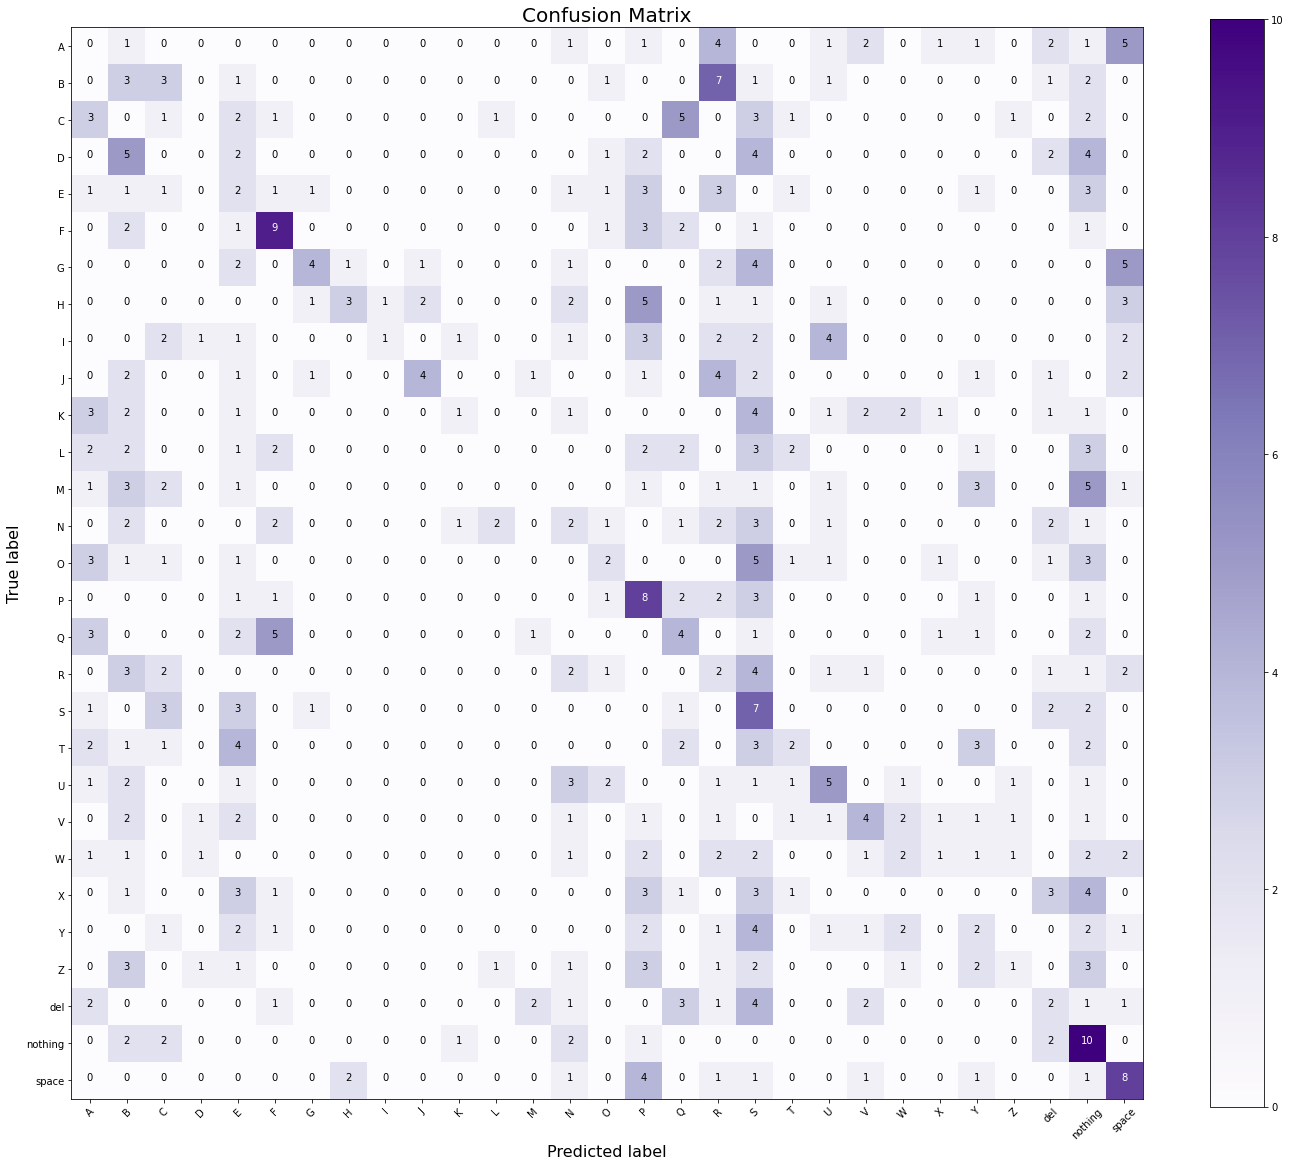 Confusion Matrix
A 0 1 0 0 0 0 0 0 0 0 0 0 0 1 0 1 0 4 0 0 1 2 0 1 1 0 2 1 5
B 0 3 3 0 1 0 0 0 0 0 0 0 0 0 1 0 0 7 1 0 1 0 0 0 0 0 1 2 0
C 3 0 1 0 2 1 0 0 0 0 0 1 0 0 0 0 5 0 3 1 0 0 0 0 0 1 0 2 0
D 0 5 0 0 2 0 0 0 0 0 0 0 0 0 1 2 0 0 4 0 0 0 0 0 0 0 2 4 0
E 1 1 1 0 2 1 1 0 0 0 0 0 0 1 1 3 0 3 0 1 0 0 0 0 1 0 0 3 0
F 0 2 0 0 1 9 0 0 0 0 0 0 0 0 1 3 2 0 1 0 0 0 0 0 0 0 0 1 0
G 0 0 0 0 2 0 4 1 0 1 0 0 0 1 0 0 0 2 4 0 0 0 0 0 0 0 0 0 5
H 0 0 0 0 0 0 1 3 1 2 0 0 0 2 0 5 0 1 1 0 1 0 0 0 0 0 0 0 3
I 0 0 2 1 1 0 0 0 1 0 1 0 0 1 0 3 0 2 2 0 4 0 0 0 0 0 0 0 2
J 0 2 0 0 1 0 1 0 0 4 0 0 1 0 0 1 0 4 2 0 0 0 0 0 1 0 1 0 2
K 3 2 0 0 1 0 0 0 0 0 1 0 0 1 0 0 0 0 4 0 1 2 2 1 0 0 1 1 0
L 2 2 0 0 1 2 0 0 0 0 0 0 0 0 0 2 2 0 3 2 0 0 0 0 1 0 0 3 0
M 1 3 2 0 1 0 0 0 0 0 0 0 0 0 0 1 0 1 1 0 1 0 0 0 3 0 0 5 1
N 0 2 0 0 0 2 0 0 0 0 1 2 0 2 1 0 1 2 3 0 1 0 0 0 0 0 2 1 0
O 3 1 1 0 1 0 0 0 0 0 0 0 0 0 2 0 0 0 5 1 1 0 0 1 0 0 1 3 0
P 0 0 0 0 1 1 0 0 0 0 0 0 0 0 1 8 2 2 3 0 0 0 0 0 1 0 0 1 0
Q 3 0 0 0 2 5 0 0 0 0 0 0 1 0 0 0 4 0 1 0 0 0 0 1 1 0 0 2 0
R 0 3 2 0 0 0 0 0 0 0 0 0 0 2 1 0 0 2 4 0 1 1 0 0 0 0 1 1 2
S 1 0 3 0 3 0 1 0 0 0 0 0 0 0 0 0 1 0 7 0 0 0 0 0 0 0 2 2 0
T 2 1 1 0 4 0 0 0 0 0 0 0 0 0 0 0 2 0 3 2 0 0 0 0 3 0 0 2 0
U 1 2 0 0 1 0 0 0 0 0 0 0 0 3 2 0 0 1 1 1 5 0 1 0 0 1 0 1 0
V 0 2 0 1 2 0 0 0 0 0 0 0 0 1 0 1 0 1 0 1 1 4 2 1 1 1 0 1 0
W 1 1 0 1 0 0 0 0 0 0 0 0 0 1 0 2 0 2 2 0 0 1 2 1 1 1 0 2 2
X 0 1 0 0 3 1 0 0 0 0 0 0 0 0 0 3 1 0 3 1 0 0 0 0 0 0 3 4 0
Y 0 0 1 0 2 1 0 0 0 0 0 0 0 0 0 2 0 1 4 0 1 1 2 0 2 0 0 2 1
Z 0 3 0 1 1 0 0 0 0 0 0 1 0 1 0 3 0 1 2 0 0 0 1 0 2 1 0 3 0
del 2 0 0 0 0 1 0 0 0 0 0 0 2 1 0 0 3 1 4 0 0 2 0 0 0 0 2 1 1
nothing 0 2 2 0 0 0 0 0 0 0 1 0 0 2 0 1 0 0 0 0 0 0 0 0 0 0 2 10 0
space 0 0 0 0 0 0 0 2 0 0 0 0 0 1 0 4 0 1 1 0 0 1 0 0 1 0 0 1 8
A B C D E F G H I J K L M N O P Q R S T U V W X Y Z del nothing space
Predicted label
True label
10
8
6
4
2
0